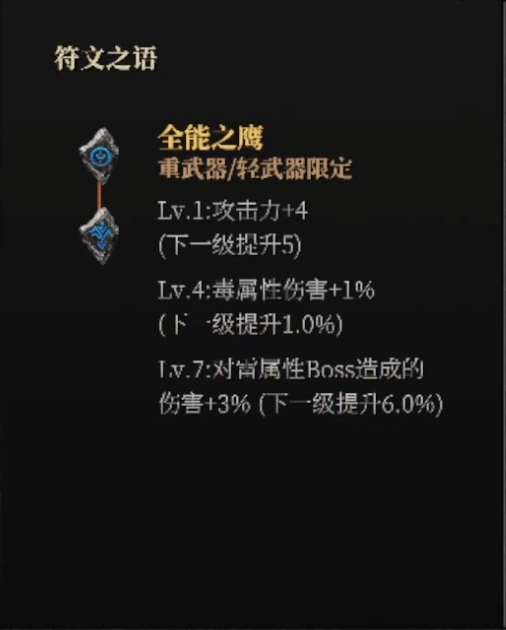 符文之语
全能之鹰
重武器/轻武器限定
Lv.1:攻击力+4
(下一级提升5)
Lv.4:毒属性伤害+1%
(下一级提升1.0%)
Lv.7:对雷属性Boss造成的
伤害+3% (下一级提升6.0%)